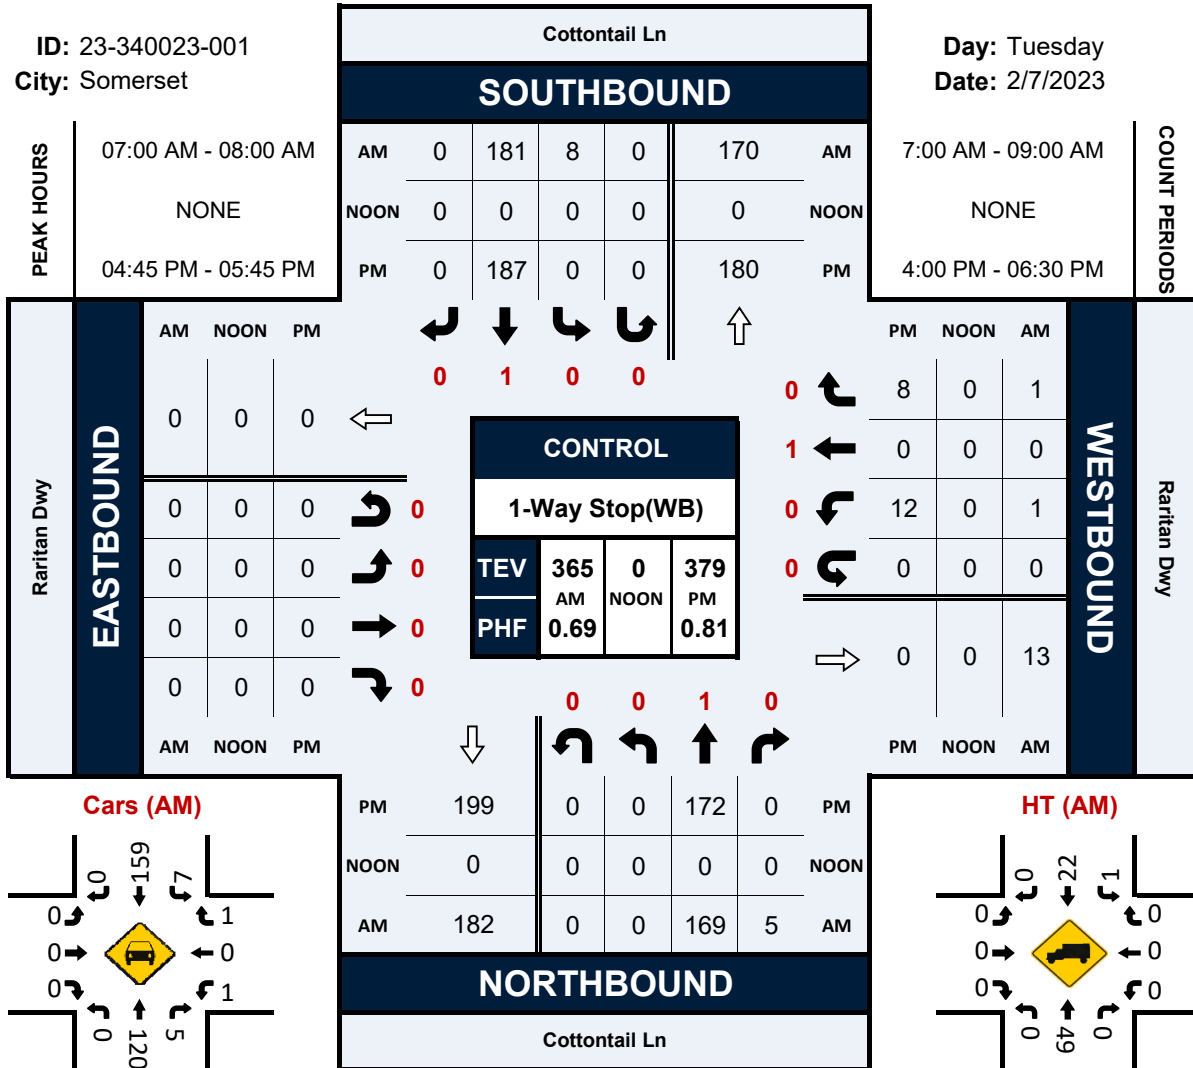 Cottontail Ln
ID: 23-340023-001
Day: Tuesday
City: Somerset
Date: 2/7/2023
SOUTHBOUND
PEAK HOURS
07:00 AM - 08:00 AM
NONE
04:45 PM - 05:45 PM
AM 0 181 8 0 170 AM
NOON 0 0 0 0 0 NOON
PM 0 187 0 0 180 PM
7:00 AM - 09:00 AM
NONE
4:00 PM - 06:30 PM
COUNT PERIODS
0 1 0 0
Raritan Dwy
EASTBOUND
AM NOON PM
0 0 0
0 0 0 0
0 0 0 0
0 0 0 0
0 0 0 0
AM NOON PM
CONTROL
1-Way Stop(WB)
TEV 365 0 379
AM NOON PM
PHF 0.69 0.81
PM NOON AM
0 8 0 1
1 0 0 0
0 12 0 1
0 0 0 0
0 0 13
PM NOON AM
WESTBOUND
Raritan Dwy
0 0 1 0
PM 199 0 0 172 0 PM
NOON 0 0 0 0 0 NOON
AM 182 0 0 169 5 AM
NORTHBOUND
Cottontail Ln
Cars (AM)
0 159 7
0 1
0 0
0 1
0 120 5
HT (AM)
0 22 1
0 0
0 0
0 0
0 49 0